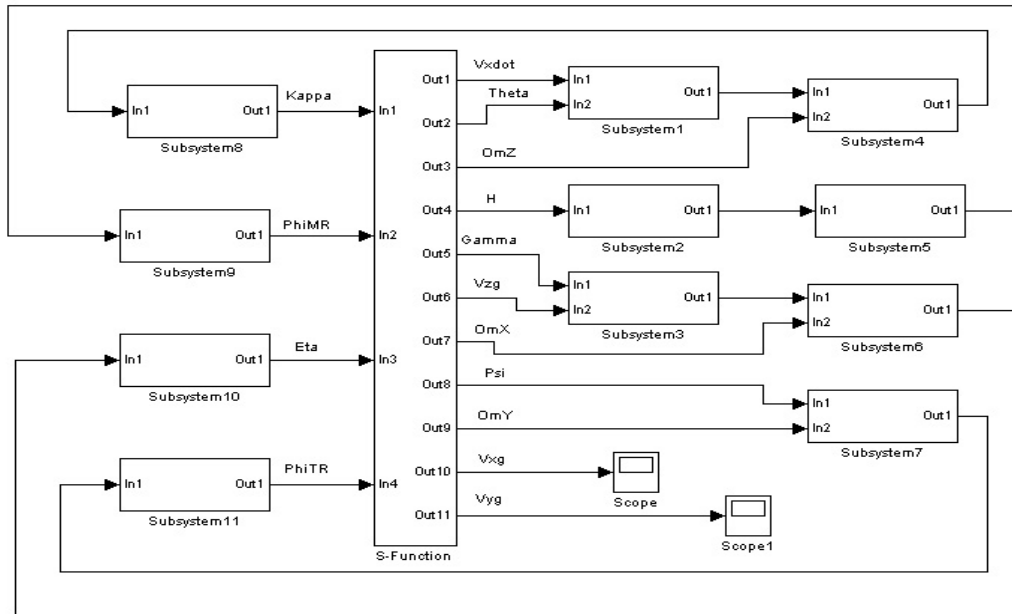 In1
Out1
Subsystem8
Kappa
In1
Out1
Subsystem9
PhiMR
In1
Out1
Subsystem10
Eta
In1
Out1
Subsystem11
PhiTR
In1
In2
In3
In4
Out1
Out2
Out3
Out4
Out5
Out6
Out7
Out8
Out9
Out10
Out11
S-Function
Vxdot
Theta
OmZ
H
Gamma
Vzg
OmX
Psi
OmY
Vxg
Vyg
In1
In2
Out1
Subsystem1
In1
In2
Out1
Subsystem4
In1
Out1
Subsystem2
In1
Out1
Subsystem5
In1
In2
Out1
Subsystem3
In1
In2
Out1
Subsystem6
In1
In2
Out1
Subsystem7
Scope
Scope1